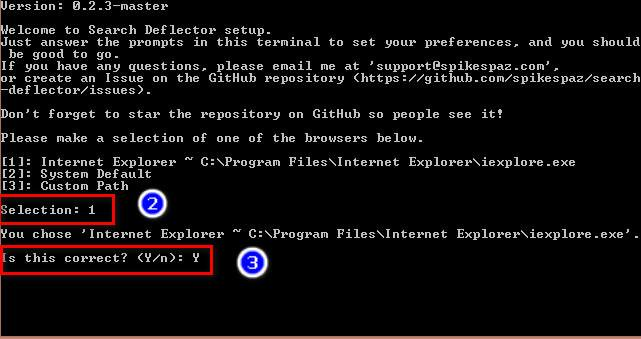 Version: 0.2.3-master
Welcome to Search Deflector setup.
Just answer the prompts in this terminal to set your preferences, and you should
be good to go.
If you have any questions, please email me at 'support@spikespaz.com',
or create an Issue on the GitHub repository (https://github.com/spikespaz/search
-deflector/issues).
Don't forget to star the repository on GitHub so people see it!
Please make a selection of one of the browsers below.
[1]: Internet Explorer ~ C:\Program Files\Internet Explorer\iexplore.exe
[2]: System Default
[3]: Custom Path
Selection: 1
2
You chose 'Internet Explorer ~ C:\Program Files\Internet Explorer\iexplore.exe'.
Is this correct? (Y/n): Y
3